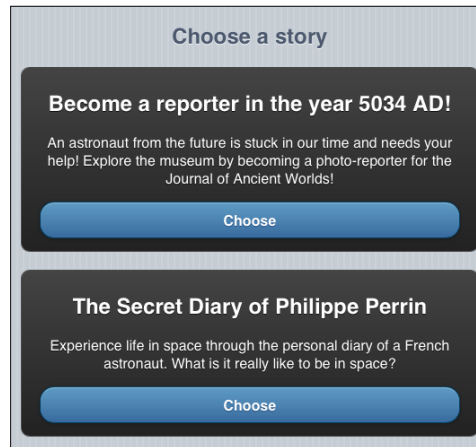 Choose a story
Become a reporter in the year 5034 AD!
An astronaut from the future is stuck in our time and needs your
help! Explore the museum by becoming a photo-reporter for the
Journal of Ancient Worlds!
Choose
The Secret Diary of Philippe Perrin
Experience life in space through the personal diary of a French
astronaut. What is it really like to be in space?
Choose